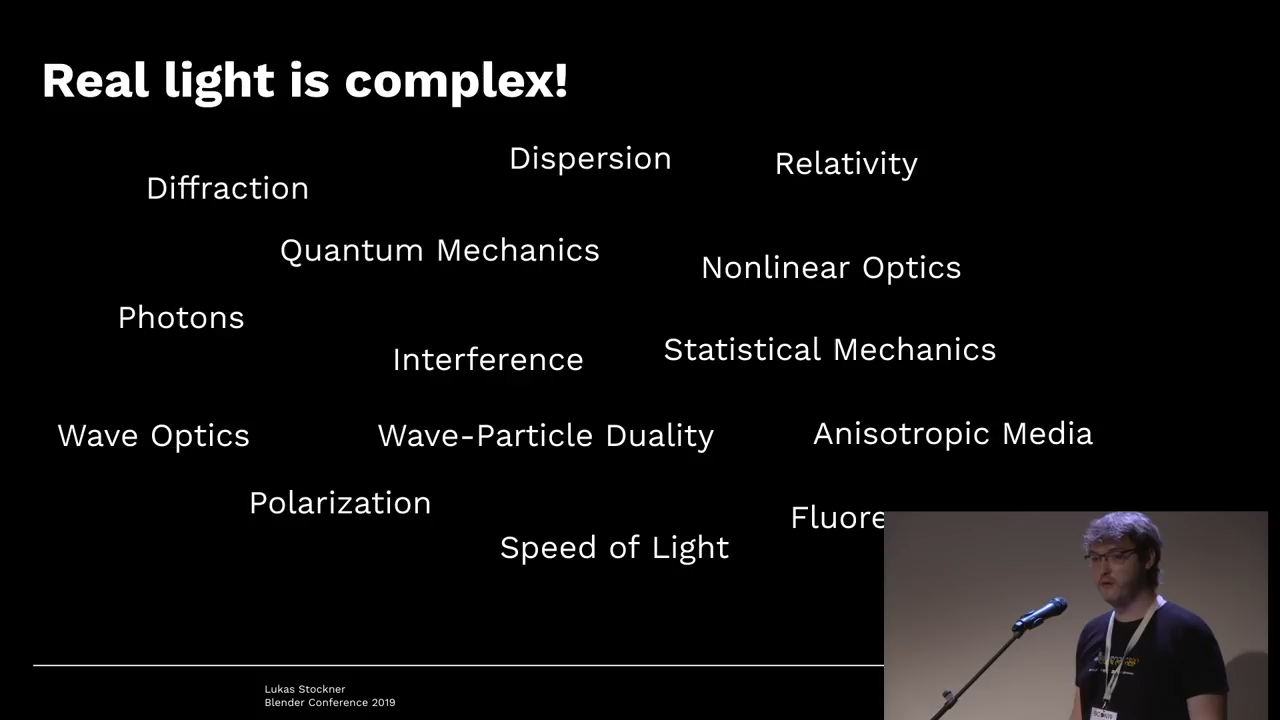 Real light is complex!
Dispersion
Relativity
Diffraction
Quantum Mechanics
Nonlinear Optics
Photons
Interference
Statistical Mechanics
Wave Optics
Wave-Particle Duality
Anisotropic Media
Polarization
Fluore
Speed of Light
Lukas Stockner
Blender Conference 2019